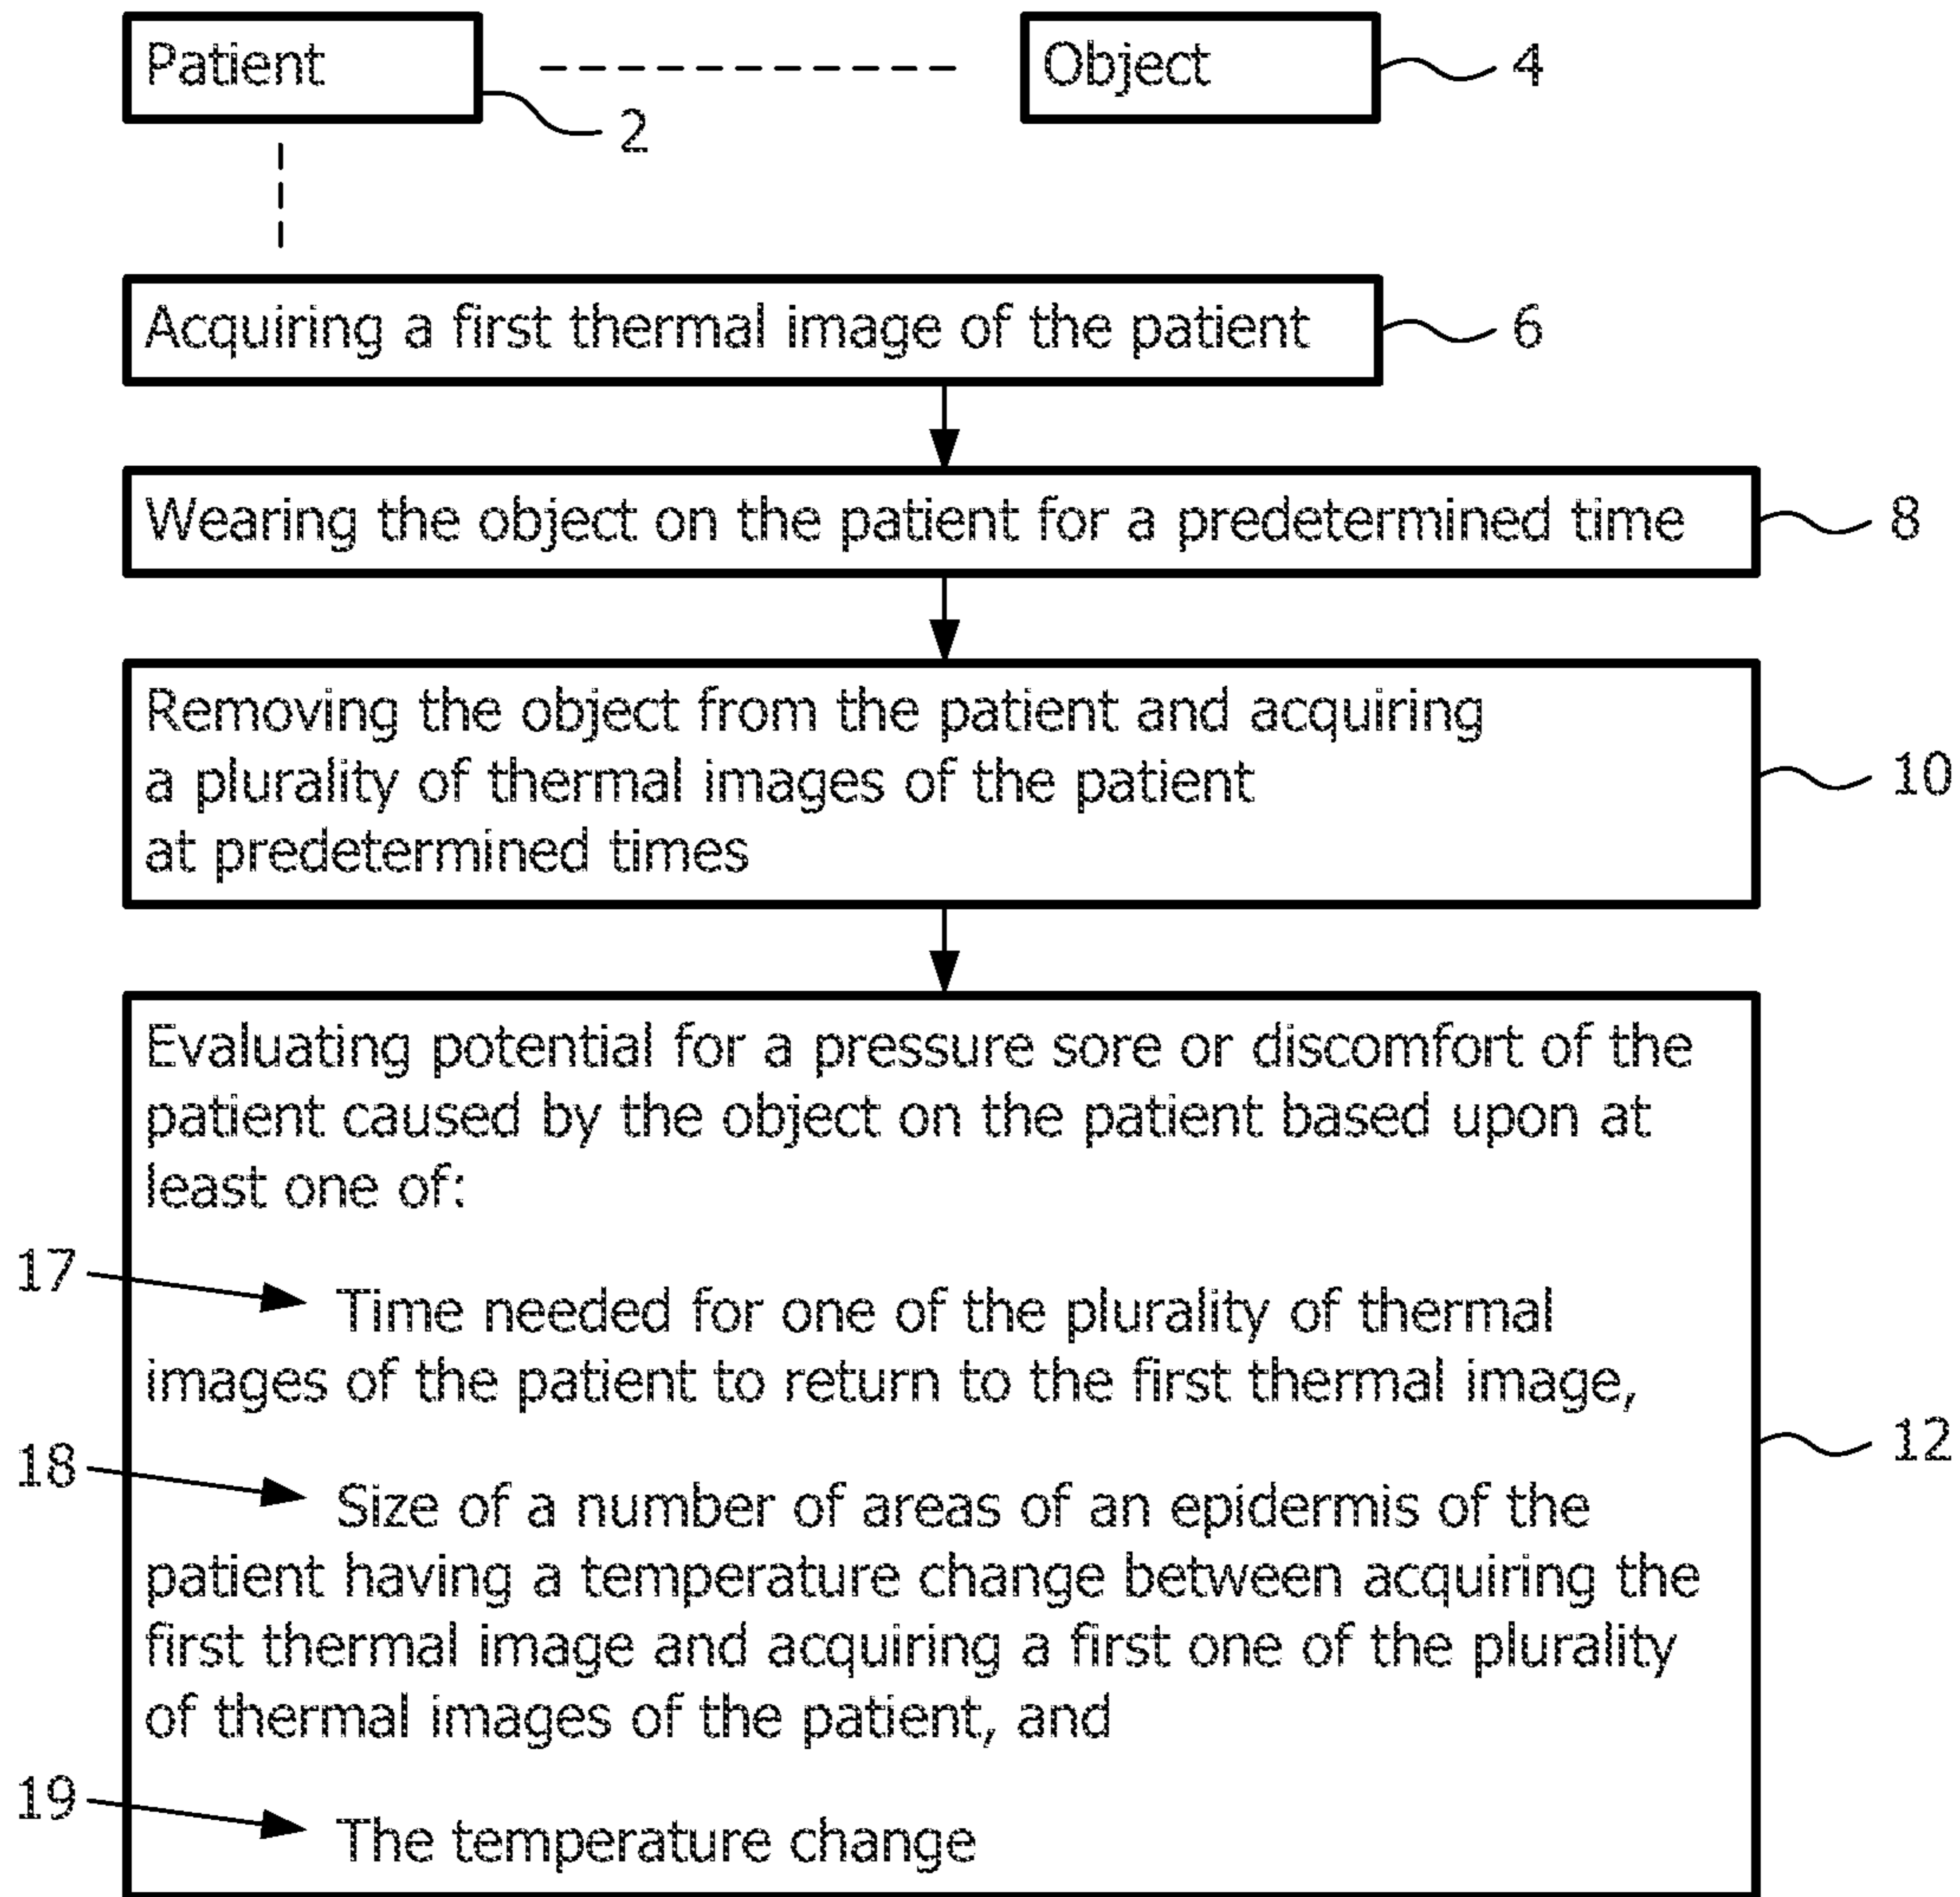 Patient
Object
4
2
Acquiring a first thermal image of the patient
6
Wearing the object on the patient for a predetermined time
8
Removing the object from the patient and acquiring
a plurality of thermal images of the patient
at predetermined times
10
Evaluating potential for a pressure sore or discomfort of the
patient caused by the object on the patient based upon at
least one of:
17
Time needed for one of the plurality of thermal
images of the patient to return to the first thermal image,
12
18
Size of a number of areas of an epidermis of the
patient having a temperature change between acquiring the
first thermal image and acquiring a first one of the plurality
of thermal images of the patient, and
19
The temperature change